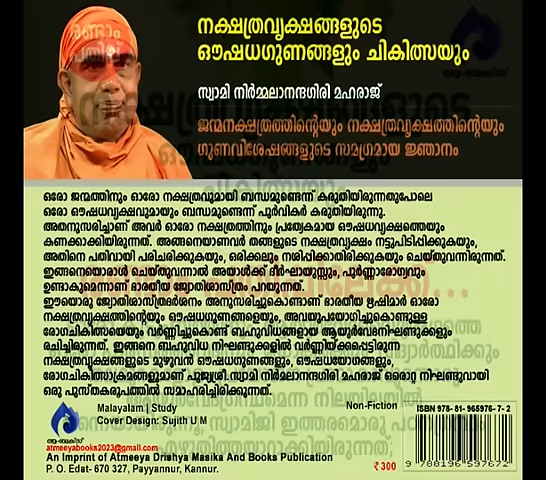 രണ്ടാം
പതിപ്പ്
നക്ഷത്രവൃക്ഷങ്ങളുടെ
ഔഷധഗുണങ്ങളും ചികിത്സയും
സ്വാമി നിർമ്മലാനന്ദഗിരി മഹരാജ്
ജന്മനക്ഷത്രത്തിന്റെയും നക്ഷത്രവൃക്ഷത്തിന്റെയും
ഗുണവിശേഷങ്ങളുടെ സമഗ്രമായ ജ്ഞാനം
ഒരോ ജന്മത്തിനും ഓരോ നക്ഷത്രവുമായി ബന്ധമുണ്ടെന്ന് കരുതിയിരുന്നതുപോലെ
ഒരോ ഔഷധവൃക്ഷവുമായും ബന്ധമുണ്ടെന്ന് പൂർവികർ കരുതിയിരുന്നു.
അതനുസരിച്ചാണ് അവർ ഓരോ നക്ഷത്രത്തിനും പ്രത്യേകമായ ഔഷധവൃക്ഷത്തെയും
കണക്കാക്കിയിരുന്നത്. അങ്ങനെയാണവർ തങ്ങളുടെ നക്ഷത്രവൃക്ഷം നട്ടുപിടിപ്പിക്കുകയും,
അതിനെ പതിവായി പരിചരിക്കുകയും, ഒരിക്കലും നശിപ്പിക്കാതിരിക്കുകയും ചെയ്തുവന്നിരുന്നത്.
ഇങ്ങനെയൊരാൾ ചെയ്തുവന്നാൽ അയാൾക്ക് ദീർഘായുസ്സും, പൂർണ്ണാരോഗ്യവും
ഉണ്ടാകുമെന്നാണ് ഭാരതീയ ജ്യോതിശാസ്ത്രം പറയുന്നത്.
ഈയൊരു ജ്യോതിശാസ്ത്രദർശനം അനുസരിച്ചുകൊണ്ടാണ് ഭാരതീയ ഋഷിമാർ ഓരോ
നക്ഷത്രവൃക്ഷത്തിന്റെയും ഔഷധഗുണങ്ങളെയും, അവയുപയോഗിച്ചുകൊണ്ടുള്ള
രോഗചികിത്സയെയും വർണ്ണിച്ചുകൊണ്ട് ബഹുവിധങ്ങളായ ആയുർവേദനിഘണ്ടുക്കളും
രചിച്ചിരുന്നത്. ഇങ്ങനെ ബഹുവിധ നിഘണ്ടുക്കളിൽ വർണ്ണിയ്ക്കപ്പെട്ടിരുന്ന
നക്ഷത്രവൃക്ഷങ്ങളുടെ മുഴുവൻ ഔഷധഗുണങ്ങളും, ഔഷധയോഗങ്ങളും,
രോഗചികിത്സാക്രമങ്ങളുമാണ് പൂജ്യശ്രീ.സ്വാമി നിർമ്മലാനന്ദഗിരി മഹരാജ് ഒരൊറ്റ നിഘണ്ടുവായി
ഒരു പുസ്തകരൂപത്തിൽ സമാഹരിച്ചിരിക്കുന്നത്.
Malayalam | Study
Non-Fiction
Cover Design: Sujith U M
ISBN 978-81-965976-7-2
atmeeyabooks2023@gmail.com
An Imprint of Atmeeya Drishya Masika And Books Publication
P. O. Edat- 670 327, Payyannur, Kannur.
₹300
9 788196 597672